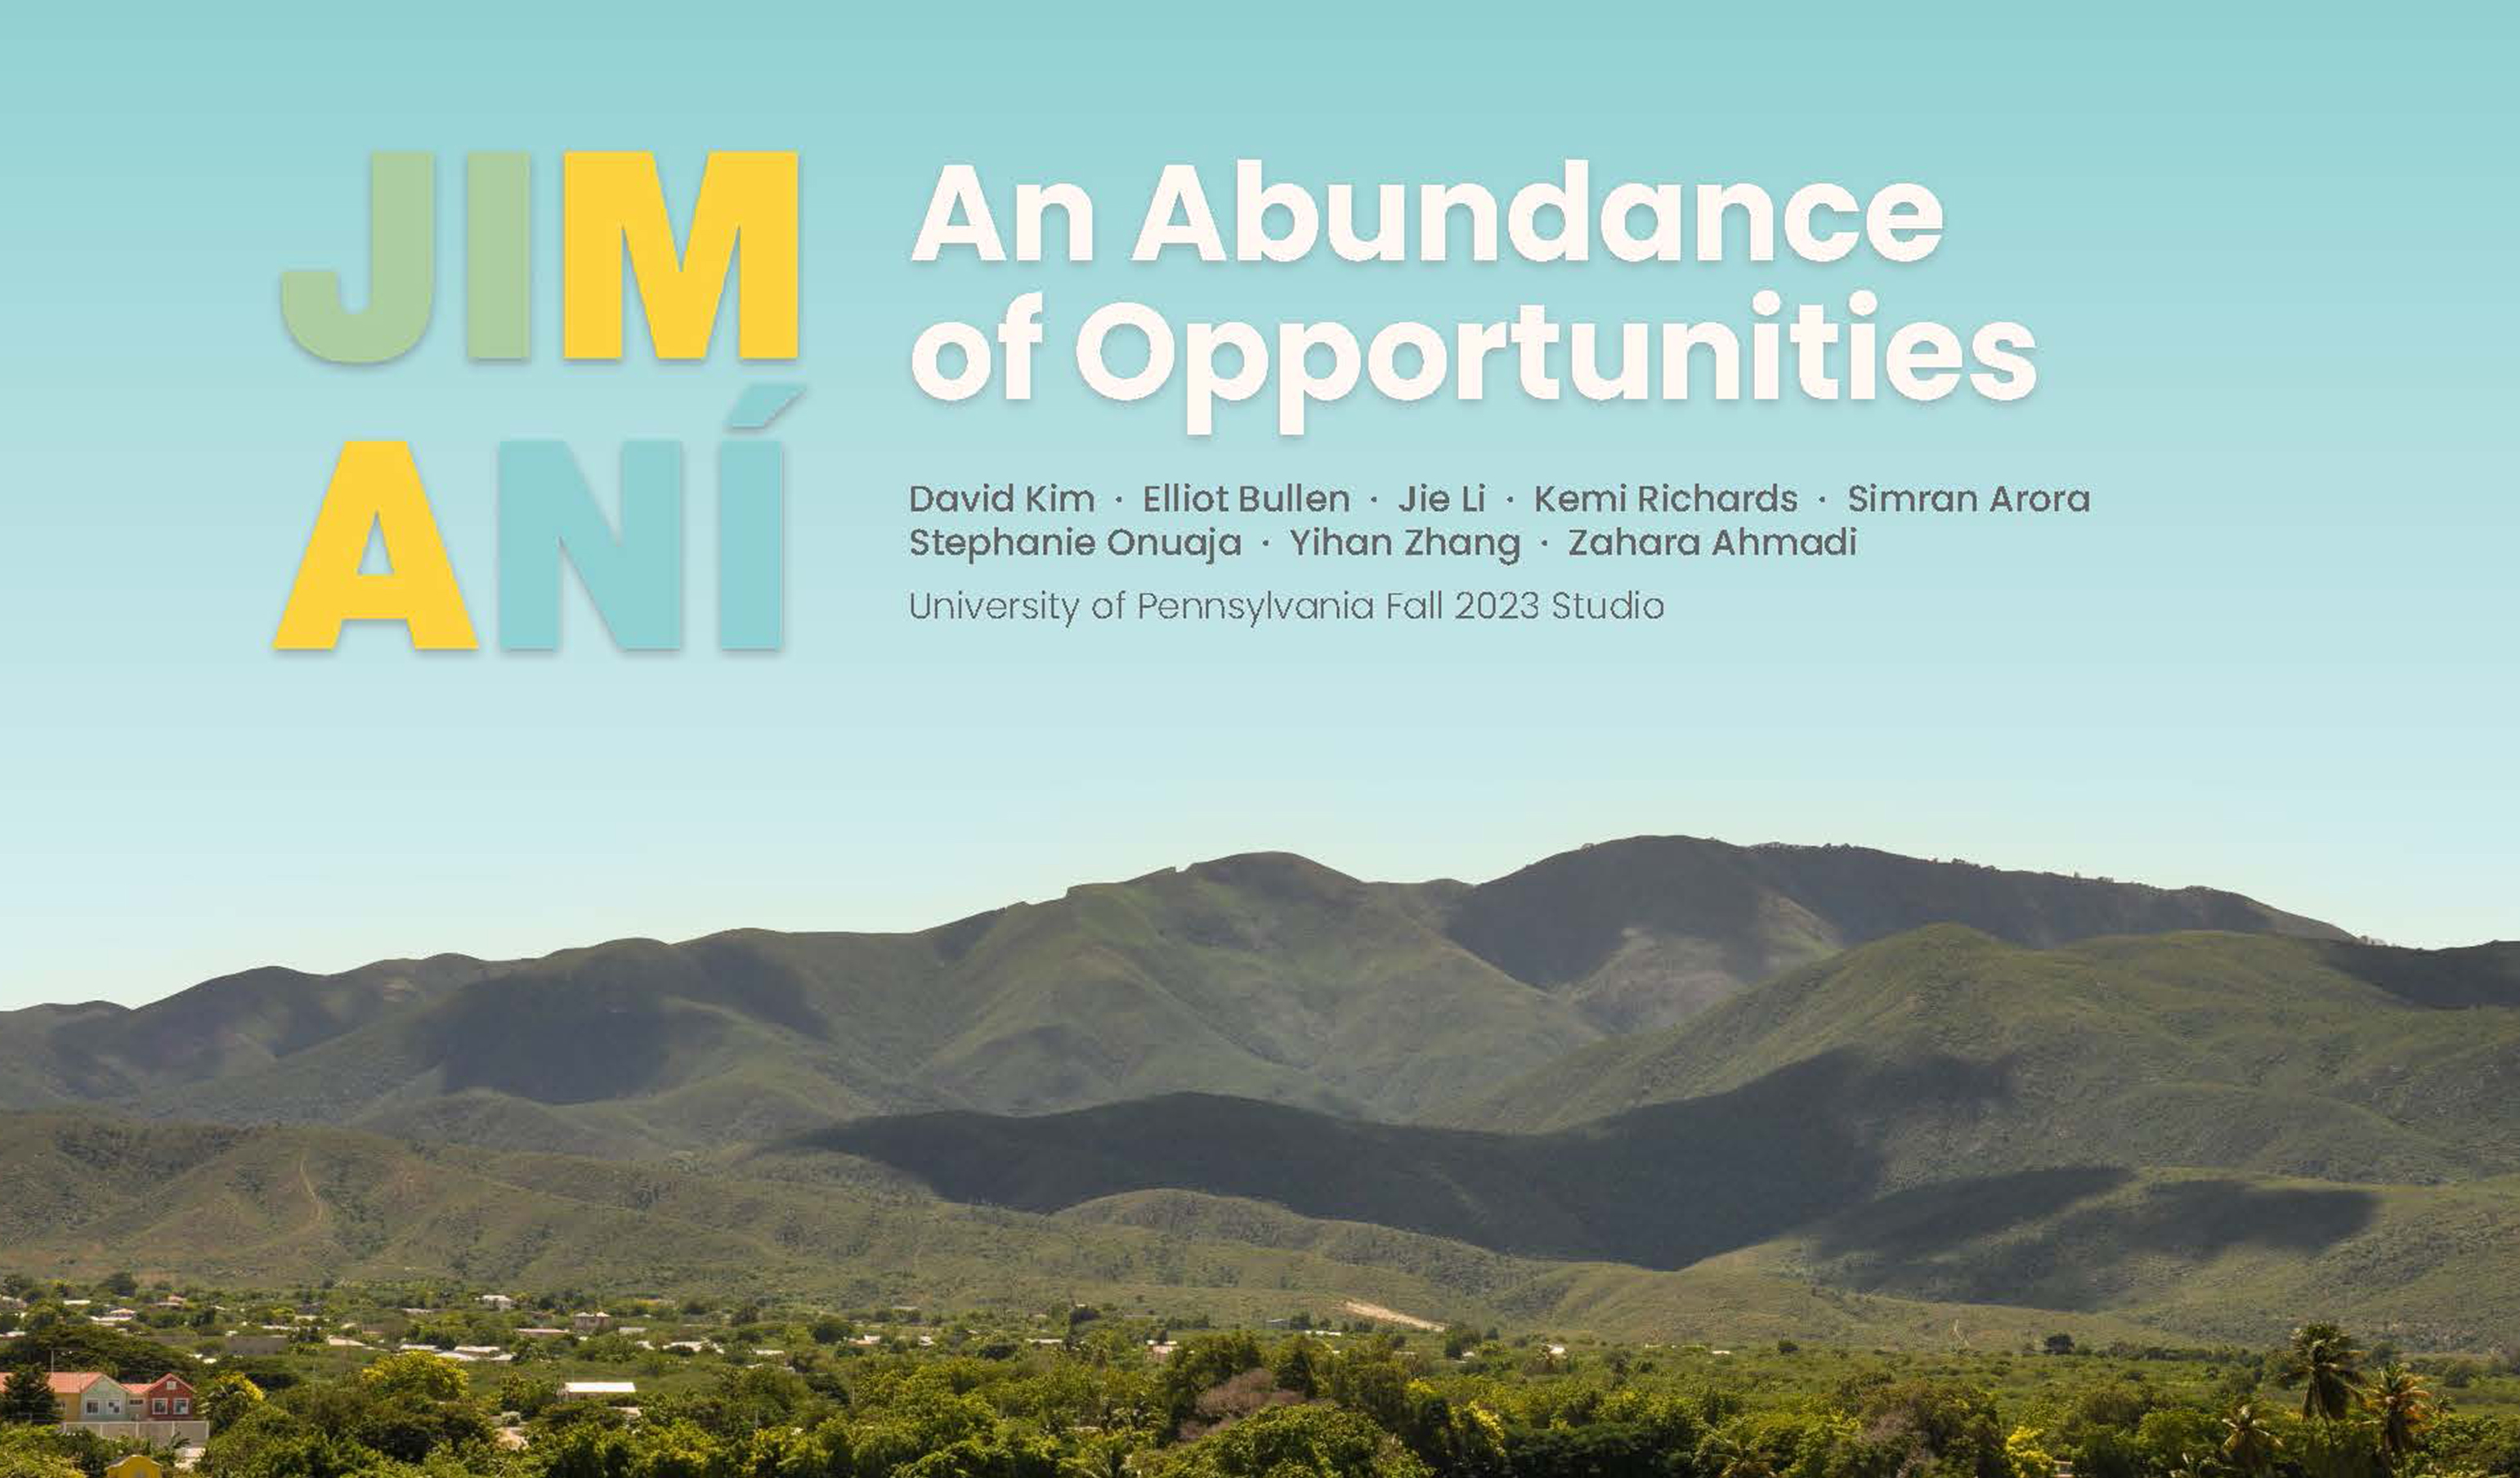 JIM
ANÍ
An Abundance
of Opportunities
David Kim · Elliot Bullen · Jie Li · Kemi Richards · Simran Arora
Stephanie Onuaja · Yihan Zhang · Zahara Ahmadi
University of Pennsylvania Fall 2023 Studio